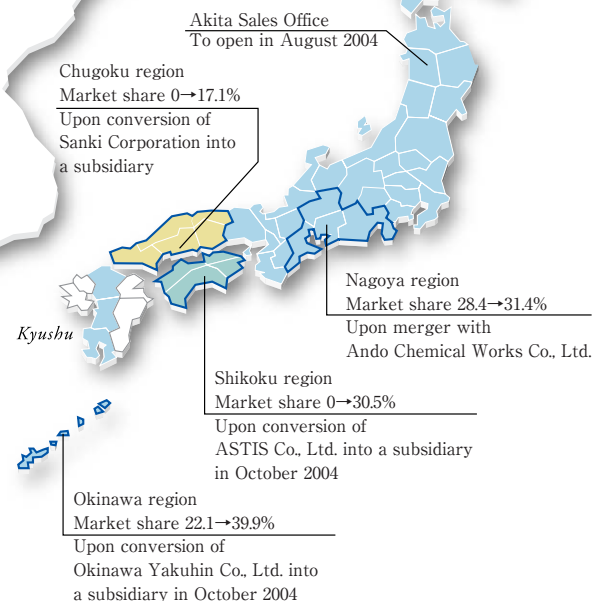 Akita Sales Office
To open in August 2004
Chugoku region
Market share 0→17.1%
Upon conversion of
Sanki Corporation into
a subsidiary
Nagoya region
Market share 28.4→31.4%
Upon merger with
Ando Chemical Works Co., Ltd.
Kyushu
Shikoku region
Market share 0→30.5%
Upon conversion of
ASTIS Co., Ltd. into a subsidiary
in October 2004
Okinawa region
Market share 22.1→39.9%
Upon conversion of
Okinawa Yakuhin Co., Ltd. into
a subsidiary in October 2004